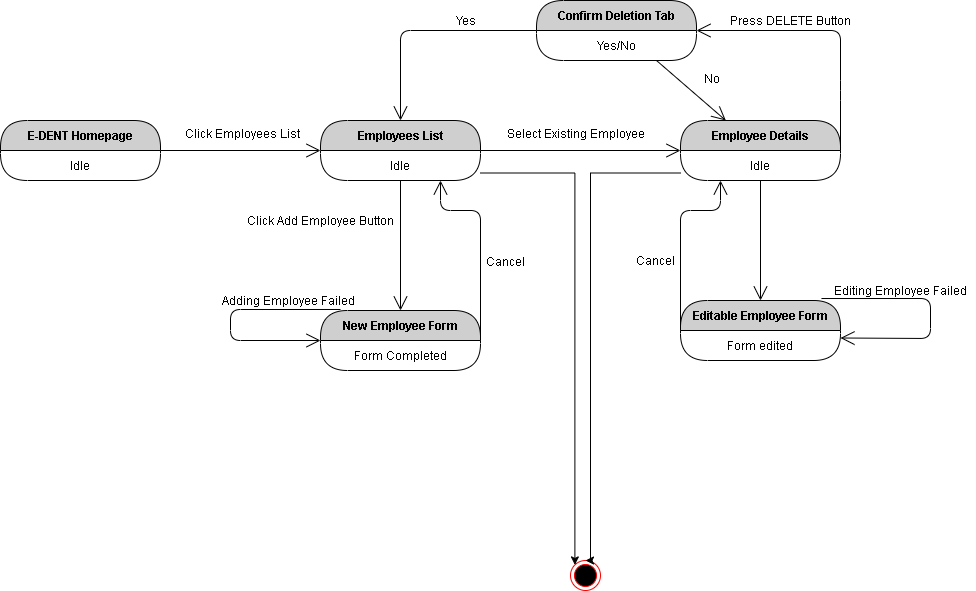 Confirm Deletion Tab
Yes/No
Yes
Press DELETE Button
No
E-DENT Homepage
Idle
Click Employees List
Employees List
Idle
Select Existing Employee
Employee Details
Idle
Click Add Employee Button
Cancel
Cancel
Adding Employee Failed
New Employee Form
Form Completed
Editing Employee Failed
Editable Employee Form
Form edited